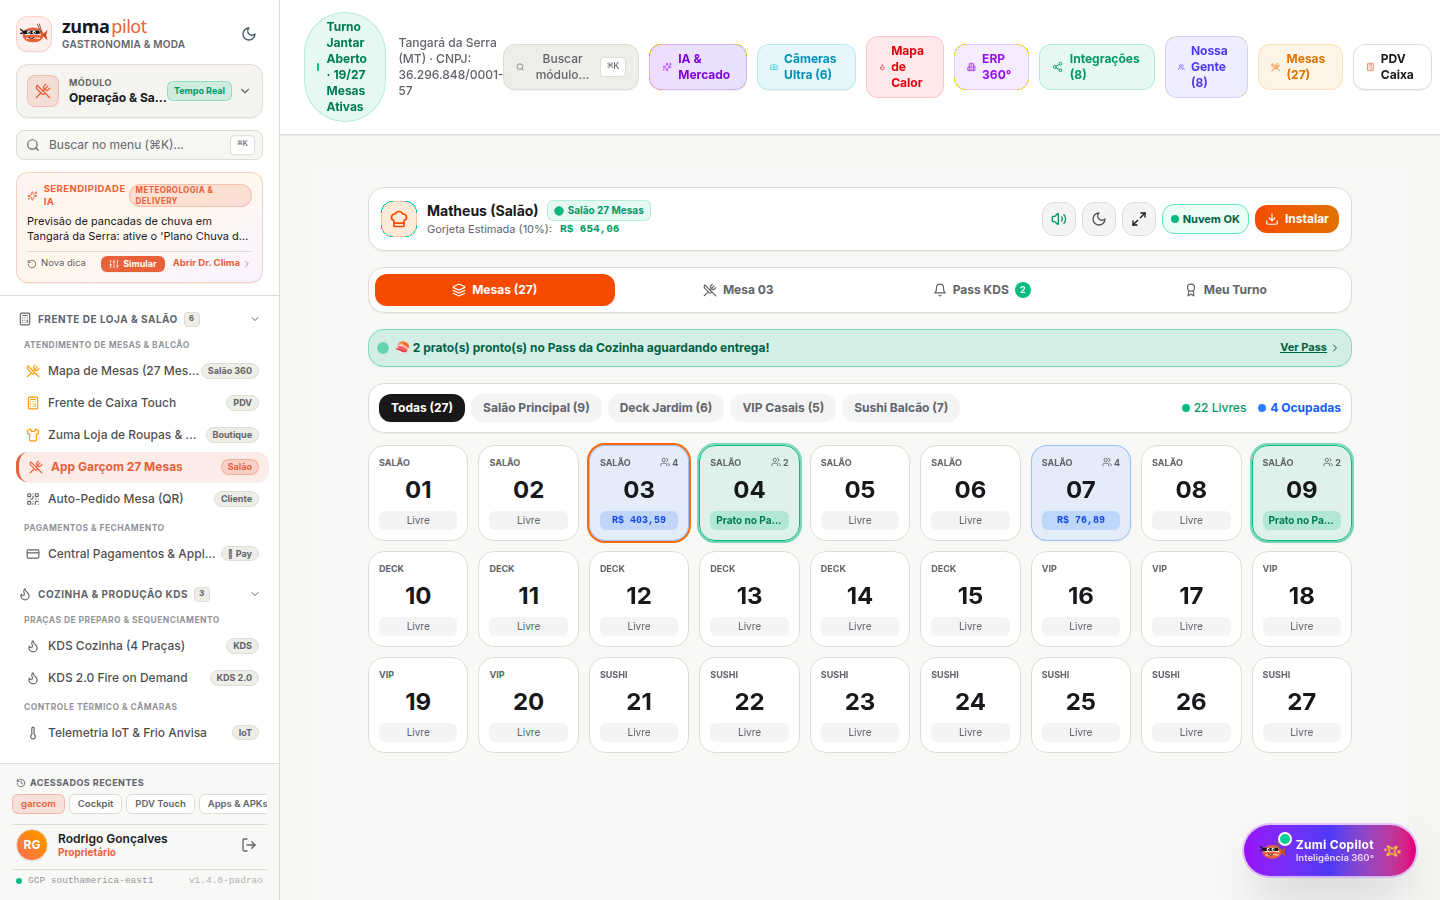 zumapilot
GASTRONOMIA & MODA
MÓDULO
Operação & Sa...
Tempo Real
Buscar no menu (⌘K)...
⌘K
SERENDIPIDADE IA
METEOROLOGIA & DELIVERY
Previsão de pancadas de chuva em
Tangará da Serra: ative o 'Plano Chuva d...
Nova dica
Simular
Abrir Dr. Clima
FRENTE DE LOJA & SALÃO 6
ATENDIMENTO DE MESAS & BALCÃO
Mapa de Mesas (27 Mes... Salão 360
Frente de Caixa Touch PDV
Zuma Loja de Roupas & ... Boutique
App Garçom 27 Mesas Salão
Auto-Pedido Mesa (QR) Cliente
PAGAMENTOS & FECHAMENTO
Central Pagamentos & Appl... Pay
COZINHA & PRODUÇÃO KDS 3
PRAÇAS DE PREPARO & SEQUENCIAMENTO
KDS Cozinha (4 Praças) KDS
KDS 2.0 Fire on Demand KDS 2.0
CONTROLE TÉRMICO & CÂMARAS
Telemetria IoT & Frio Anvisa IoT
ACESSADOS RECENTES
garcom Cockpit PDV Touch Apps & APKs
RG
Rodrigo Gonçalves
Proprietário
GCP southamerica-east1 v1.4.0-padrao
Turno
Jantar
Aberto
· 19/27
Mesas
Ativas
Tangará da Serra
(MT) · CNPJ:
36.296.848/0001-
57
Buscar
módulo...
⌘K
IA &
Mercado
Câmeras
Ultra (6)
Mapa
de
Calor
ERP
360°
Integrações
(8)
Nossa
Gente
(8)
Mesas
(27)
PDV
Caixa
Matheus (Salão) Salão 27 Mesas
Gorjeta Estimada (10%): R$ 654,06
Nuvem OK
Instalar
Mesas (27)
Mesa 03
Pass KDS 2
Meu Turno
2 prato(s) pronto(s) no Pass da Cozinha aguardando entrega!
Ver Pass
Todas (27) Salão Principal (9) Deck Jardim (6) VIP Casais (5) Sushi Balcão (7)
22 Livres 4 Ocupadas
SALÃO
01
Livre
SALÃO
02
Livre
SALÃO 4
03
R$ 403,59
SALÃO 2
04
Prato no Pa...
SALÃO
05
Livre
SALÃO
06
Livre
SALÃO 4
07
R$ 76,89
SALÃO
08
Livre
SALÃO 2
09
Prato no Pa...
DECK
10
Livre
DECK
11
Livre
DECK
12
Livre
DECK
13
Livre
DECK
14
Livre
DECK
15
Livre
VIP
16
Livre
VIP
17
Livre
VIP
18
Livre
VIP
19
Livre
VIP
20
Livre
SUSHI
21
Livre
SUSHI
22
Livre
SUSHI
23
Livre
SUSHI
24
Livre
SUSHI
25
Livre
SUSHI
26
Livre
SUSHI
27
Livre
Zumi Copilot
Inteligência 360°